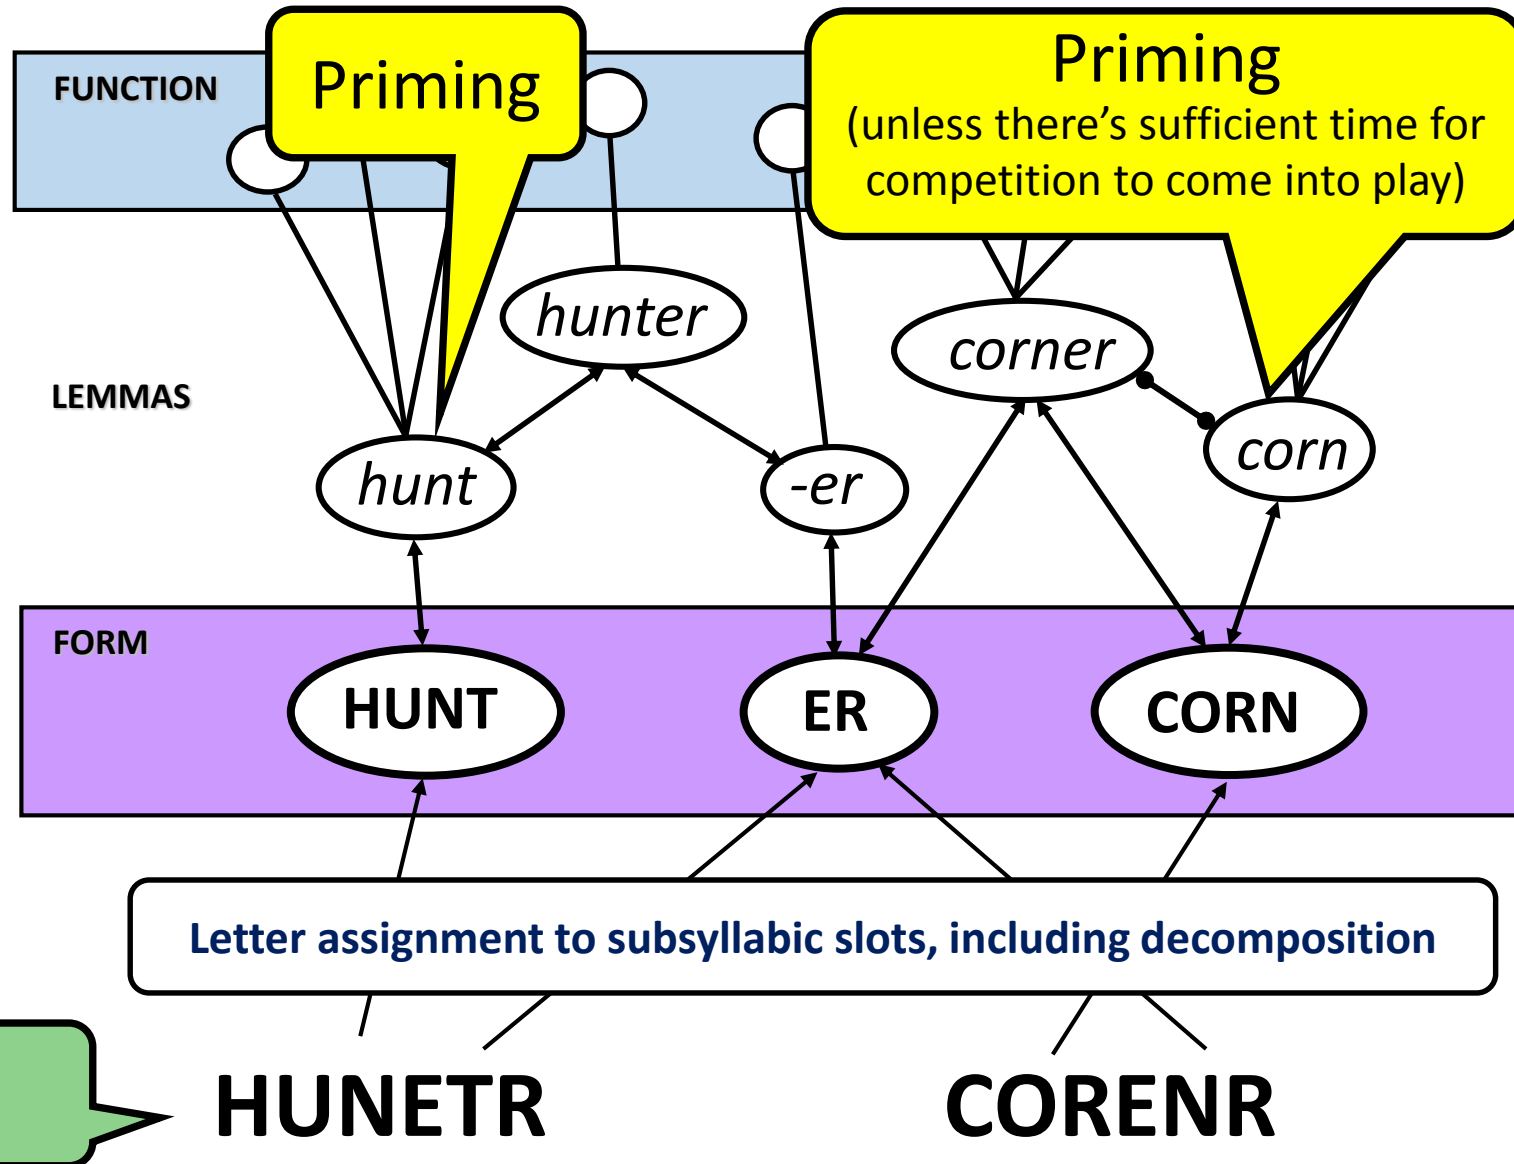 Priming
Priming
(unless there's sufficient time for
competition to come into play)
FUNCTION
hunter
corner
LEMMAS
hunt
-er
corn
FORM
HUNT
ER
CORN
Letter assignment to subsyllabic slots, including decomposition
HUNETR
CORENR